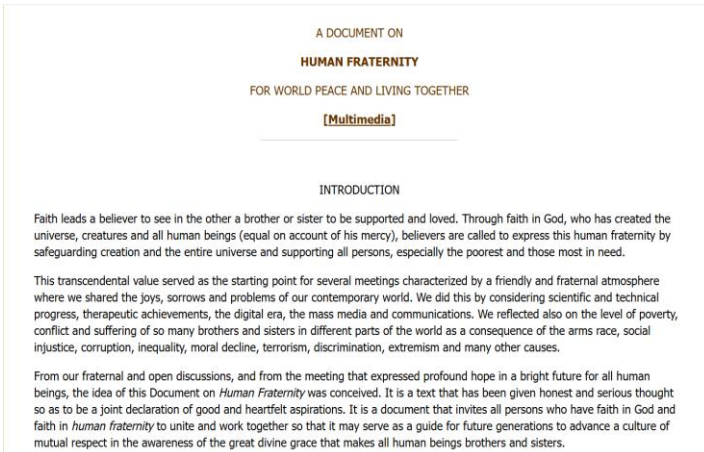 A DOCUMENT ON
HUMAN FRATERNITY
FOR WORLD PEACE AND LIVING TOGETHER
[Multimedia]
INTRODUCTION
Faith leads a believer to see in the other a brother or sister to be supported and loved. Through faith in God, who has created the
universe, creatures and all human beings (equal on account of his mercy), believers are called to express this human fraternity by
safeguarding creation and the entire universe and supporting all persons, especially the poorest and those most in need.
This transcendental value served as the starting point for several meetings characterized by a friendly and fraternal atmosphere
where we shared the joys, sorrows and problems of our contemporary world. We did this by considering scientific and technical
progress, therapeutic achievements, the digital era, the mass media and communications. We reflected also on the level of poverty,
conflict and suffering of so many brothers and sisters in different parts of the world as a consequence of the arms race, social
injustice, corruption, inequality, moral decline, terrorism, discrimination, extremism and many other causes.
From our fraternal and open discussions, and from the meeting that expressed profound hope in a bright future for all human
beings, the idea of this Document on Human Fraternity was conceived. It is a text that has been given honest and serious thought
so as to be a joint declaration of good and heartfelt aspirations. It is a document that invites all persons who have faith in God and
faith in human fraternity to unite and work together so that it may serve as a guide for future generations to advance a culture of
mutual respect in the awareness of the great divine grace that makes all human beings brothers and sisters.